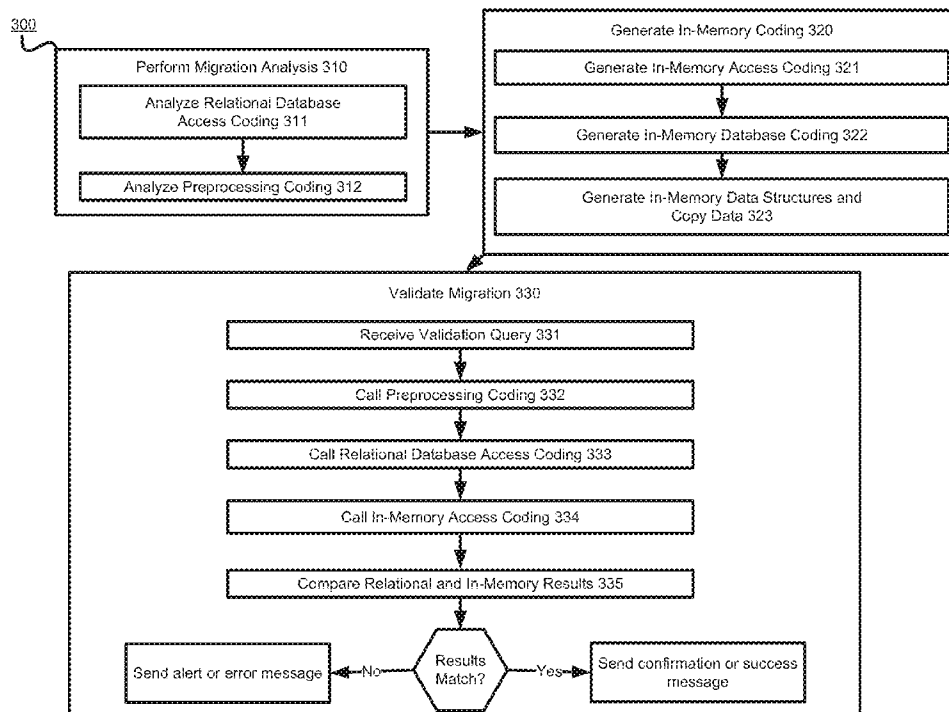 300
Perform Migration Analysis 310
Analyze Relational Database
Access Coding 311
Analyze Preprocessing Coding 312
Generate In-Memory Coding 320
Generate In-Memory Access Coding 321
Generate In-Memory Database Coding 322
Generate In-Memory Data Structures and
Copy Data 323
Validate Migration 330
Receive Validation Query 331
Call Preprocessing Coding 332
Call Relational Database Access Coding 333
Call In-Memory Access Coding 334
Compare Relational and In-Memory Results 335
Results
Match?
No
Send alert or error message
Yes
Send confirmation or success
message